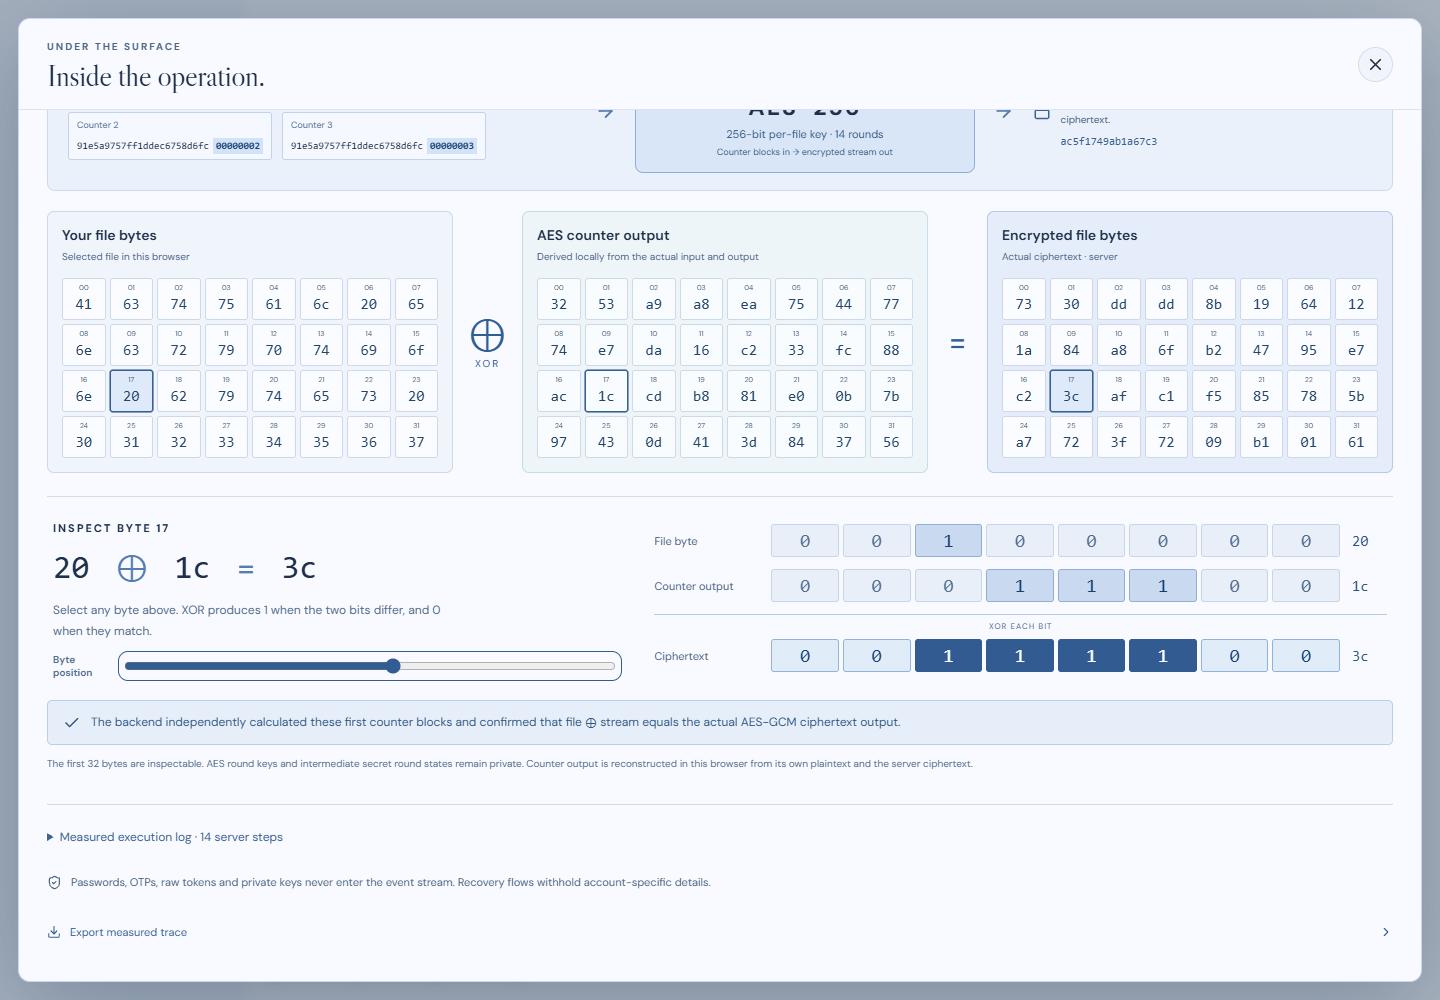 UNDER THE SURFACE
Inside the operation.
Counter 2
91e5a9757ff1ddec6758d6fc 00000002
Counter 3
91e5a9757ff1ddec6758d6fc 00000003
AES 256
256-bit per-file key · 14 rounds
Counter blocks in → encrypted stream out
ciphertext.
ac5f1749ab1a67c3
Your file bytes
Selected file in this browser
00 01 02 03 04 05 06 07
41 63 74 75 61 6c 20 65
08 09 10 11 12 13 14 15
6e 63 72 79 70 74 69 6f
16 17 18 19 20 21 22 23
6e 20 62 79 74 65 73 20
24 25 26 27 28 29 30 31
30 31 32 33 34 35 36 37
XOR
AES counter output
Derived locally from the actual input and output
00 01 02 03 04 05 06 07
32 53 a9 a8 ea 75 44 77
08 09 10 11 12 13 14 15
74 e7 da 16 c2 33 fc 88
16 17 18 19 20 21 22 23
ac 1c cd b8 81 e0 0b 7b
24 25 26 27 28 29 30 31
97 43 0d 41 3d 84 37 56
=
Encrypted file bytes
Actual ciphertext · server
00 01 02 03 04 05 06 07
73 30 dd dd 8b 19 64 12
08 09 10 11 12 13 14 15
1a 84 a8 6f b2 47 95 e7
16 17 18 19 20 21 22 23
c2 3c af c1 f5 85 78 5b
24 25 26 27 28 29 30 31
a7 72 3f 72 09 b1 01 61
INSPECT BYTE 17
20 ⊕ 1c = 3c
Select any byte above. XOR produces 1 when the two bits differ, and 0
when they match.
Byte
position
File byte 0 0 1 0 0 0 0 0 20
Counter output 0 0 0 1 1 1 0 0 1c
XOR EACH BIT
Ciphertext 0 0 1 1 1 1 0 0 3c
The backend independently calculated these first counter blocks and confirmed that file ⊕ stream equals the actual AES-GCM ciphertext output.
The first 32 bytes are inspectable. AES round keys and intermediate secret round states remain private. Counter output is reconstructed in this browser from its own plaintext and the server ciphertext.
Measured execution log · 14 server steps
Passwords, OTPs, raw tokens and private keys never enter the event stream. Recovery flows withhold account-specific details.
Export measured trace